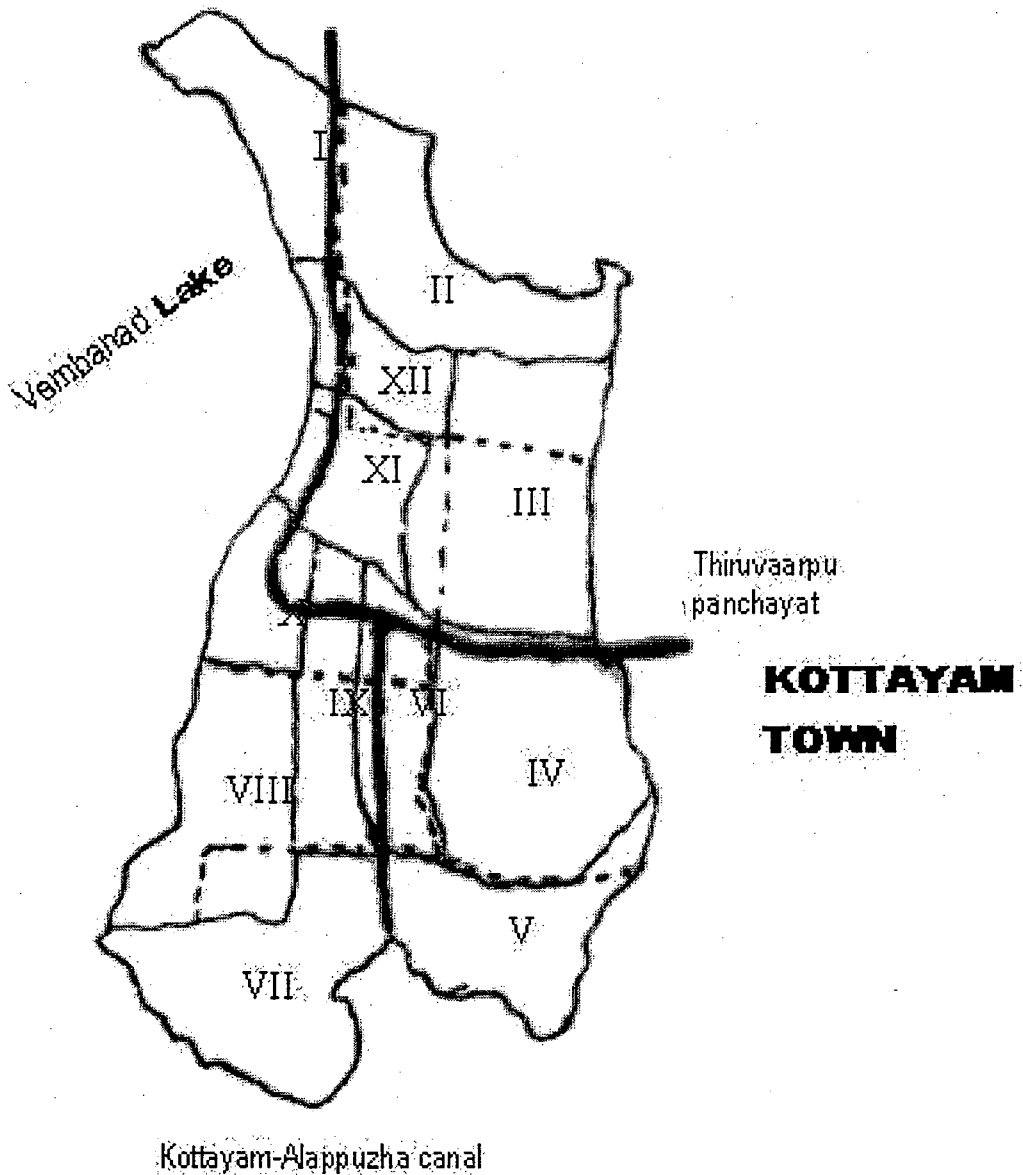 I
II
Vembanad Lake
XII
XI
III
Thiruvaarpu
panchayat
X
KOTTAYAM
TOWN
IX
VI
IV
VIII
V
VII
Kottayam-Alappuzha canal